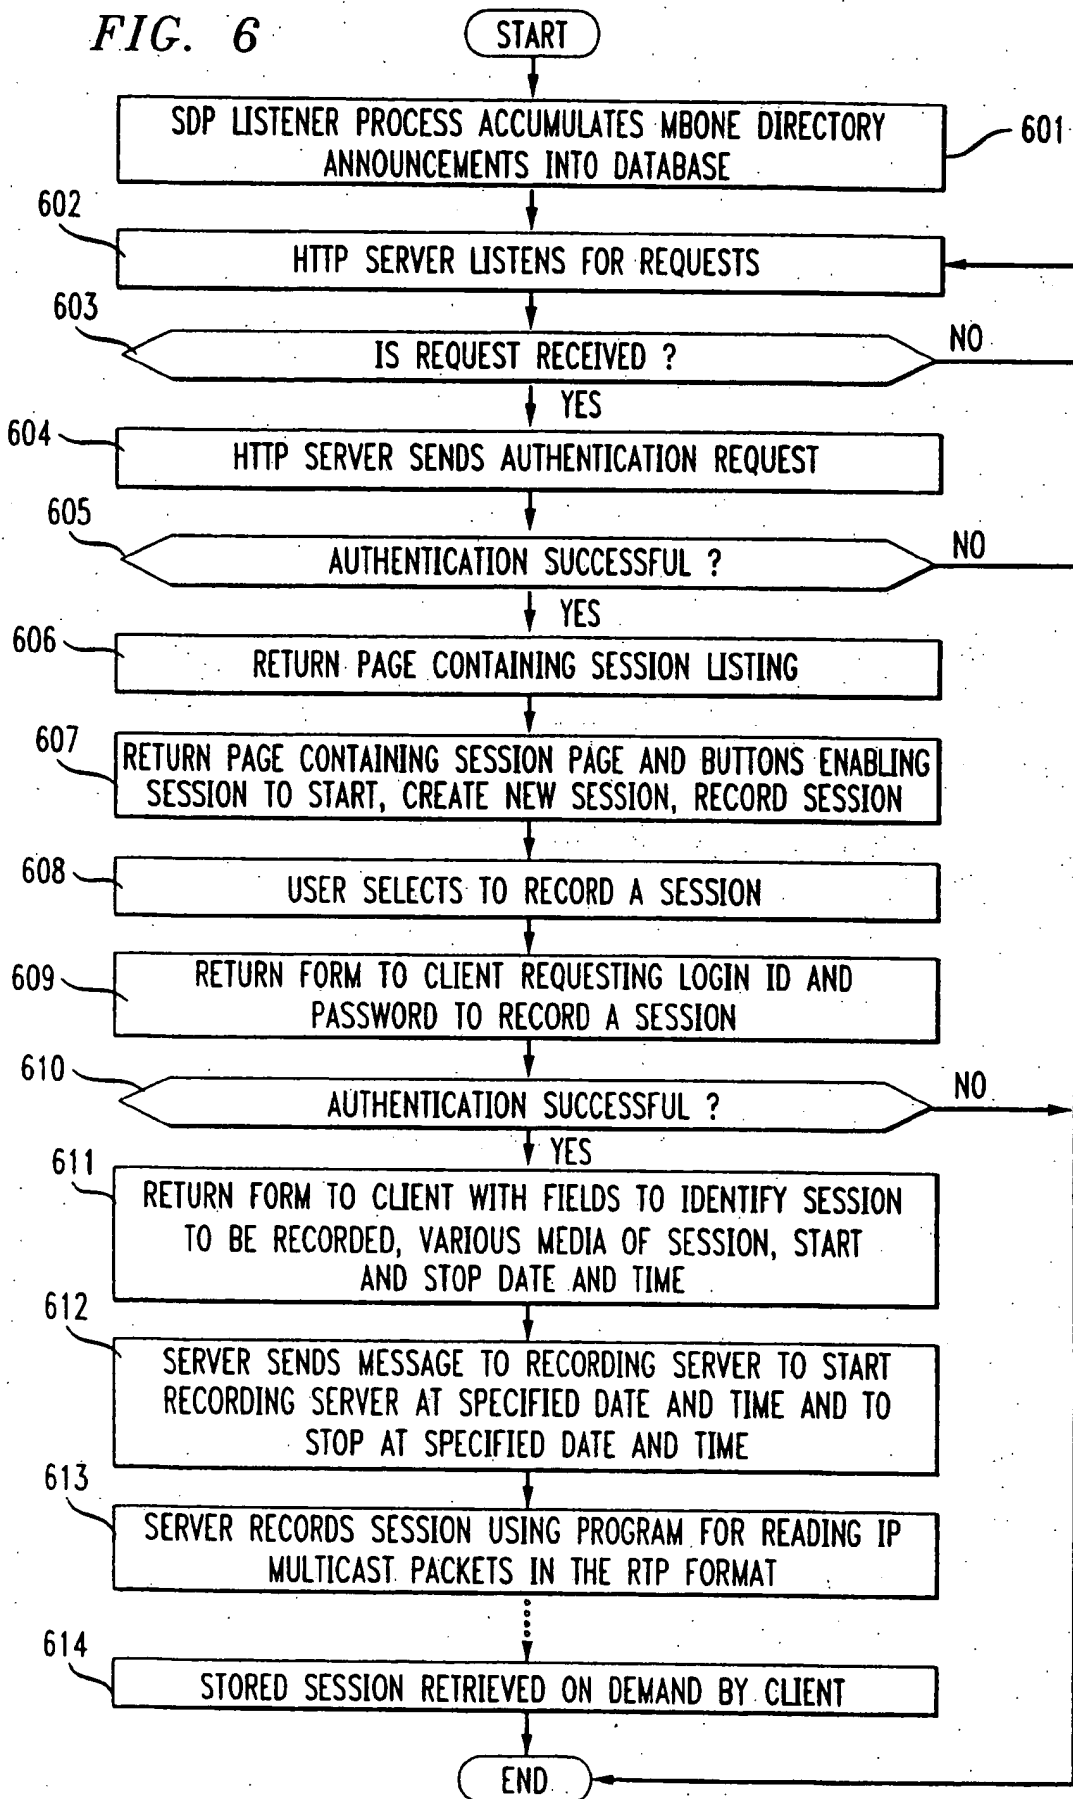 FIG. 6
START
SDP LISTENER PROCESS ACCUMULATES MBONE DIRECTORY
ANNOUNCEMENTS INTO DATABASE
601
602
HTTP SERVER LISTENS FOR REQUESTS
603
IS REQUEST RECEIVED ?
NO
YES
604
HTTP SERVER SENDS AUTHENTICATION REQUEST
605
AUTHENTICATION SUCCESSFUL ?
NO
YES
606
RETURN PAGE CONTAINING SESSION LISTING
607
RETURN PAGE CONTAINING SESSION PAGE AND BUTTONS ENABLING
SESSION TO START, CREATE NEW SESSION, RECORD SESSION
608
USER SELECTS TO RECORD A SESSION
609
RETURN FORM TO CLIENT REQUESTING LOGIN ID AND
PASSWORD TO RECORD A SESSION
610
AUTHENTICATION SUCCESSFUL ?
NO
YES
611
RETURN FORM TO CLIENT WITH FIELDS TO IDENTIFY SESSION
TO BE RECORDED, VARIOUS MEDIA OF SESSION, START
AND STOP DATE AND TIME
612
SERVER SENDS MESSAGE TO RECORDING SERVER TO START
RECORDING SERVER AT SPECIFIED DATE AND TIME AND TO
STOP AT SPECIFIED DATE AND TIME
613
SERVER RECORDS SESSION USING PROGRAM FOR READING IP
MULTICAST PACKETS IN THE RTP FORMAT
614
STORED SESSION RETRIEVED ON DEMAND BY CLIENT
END